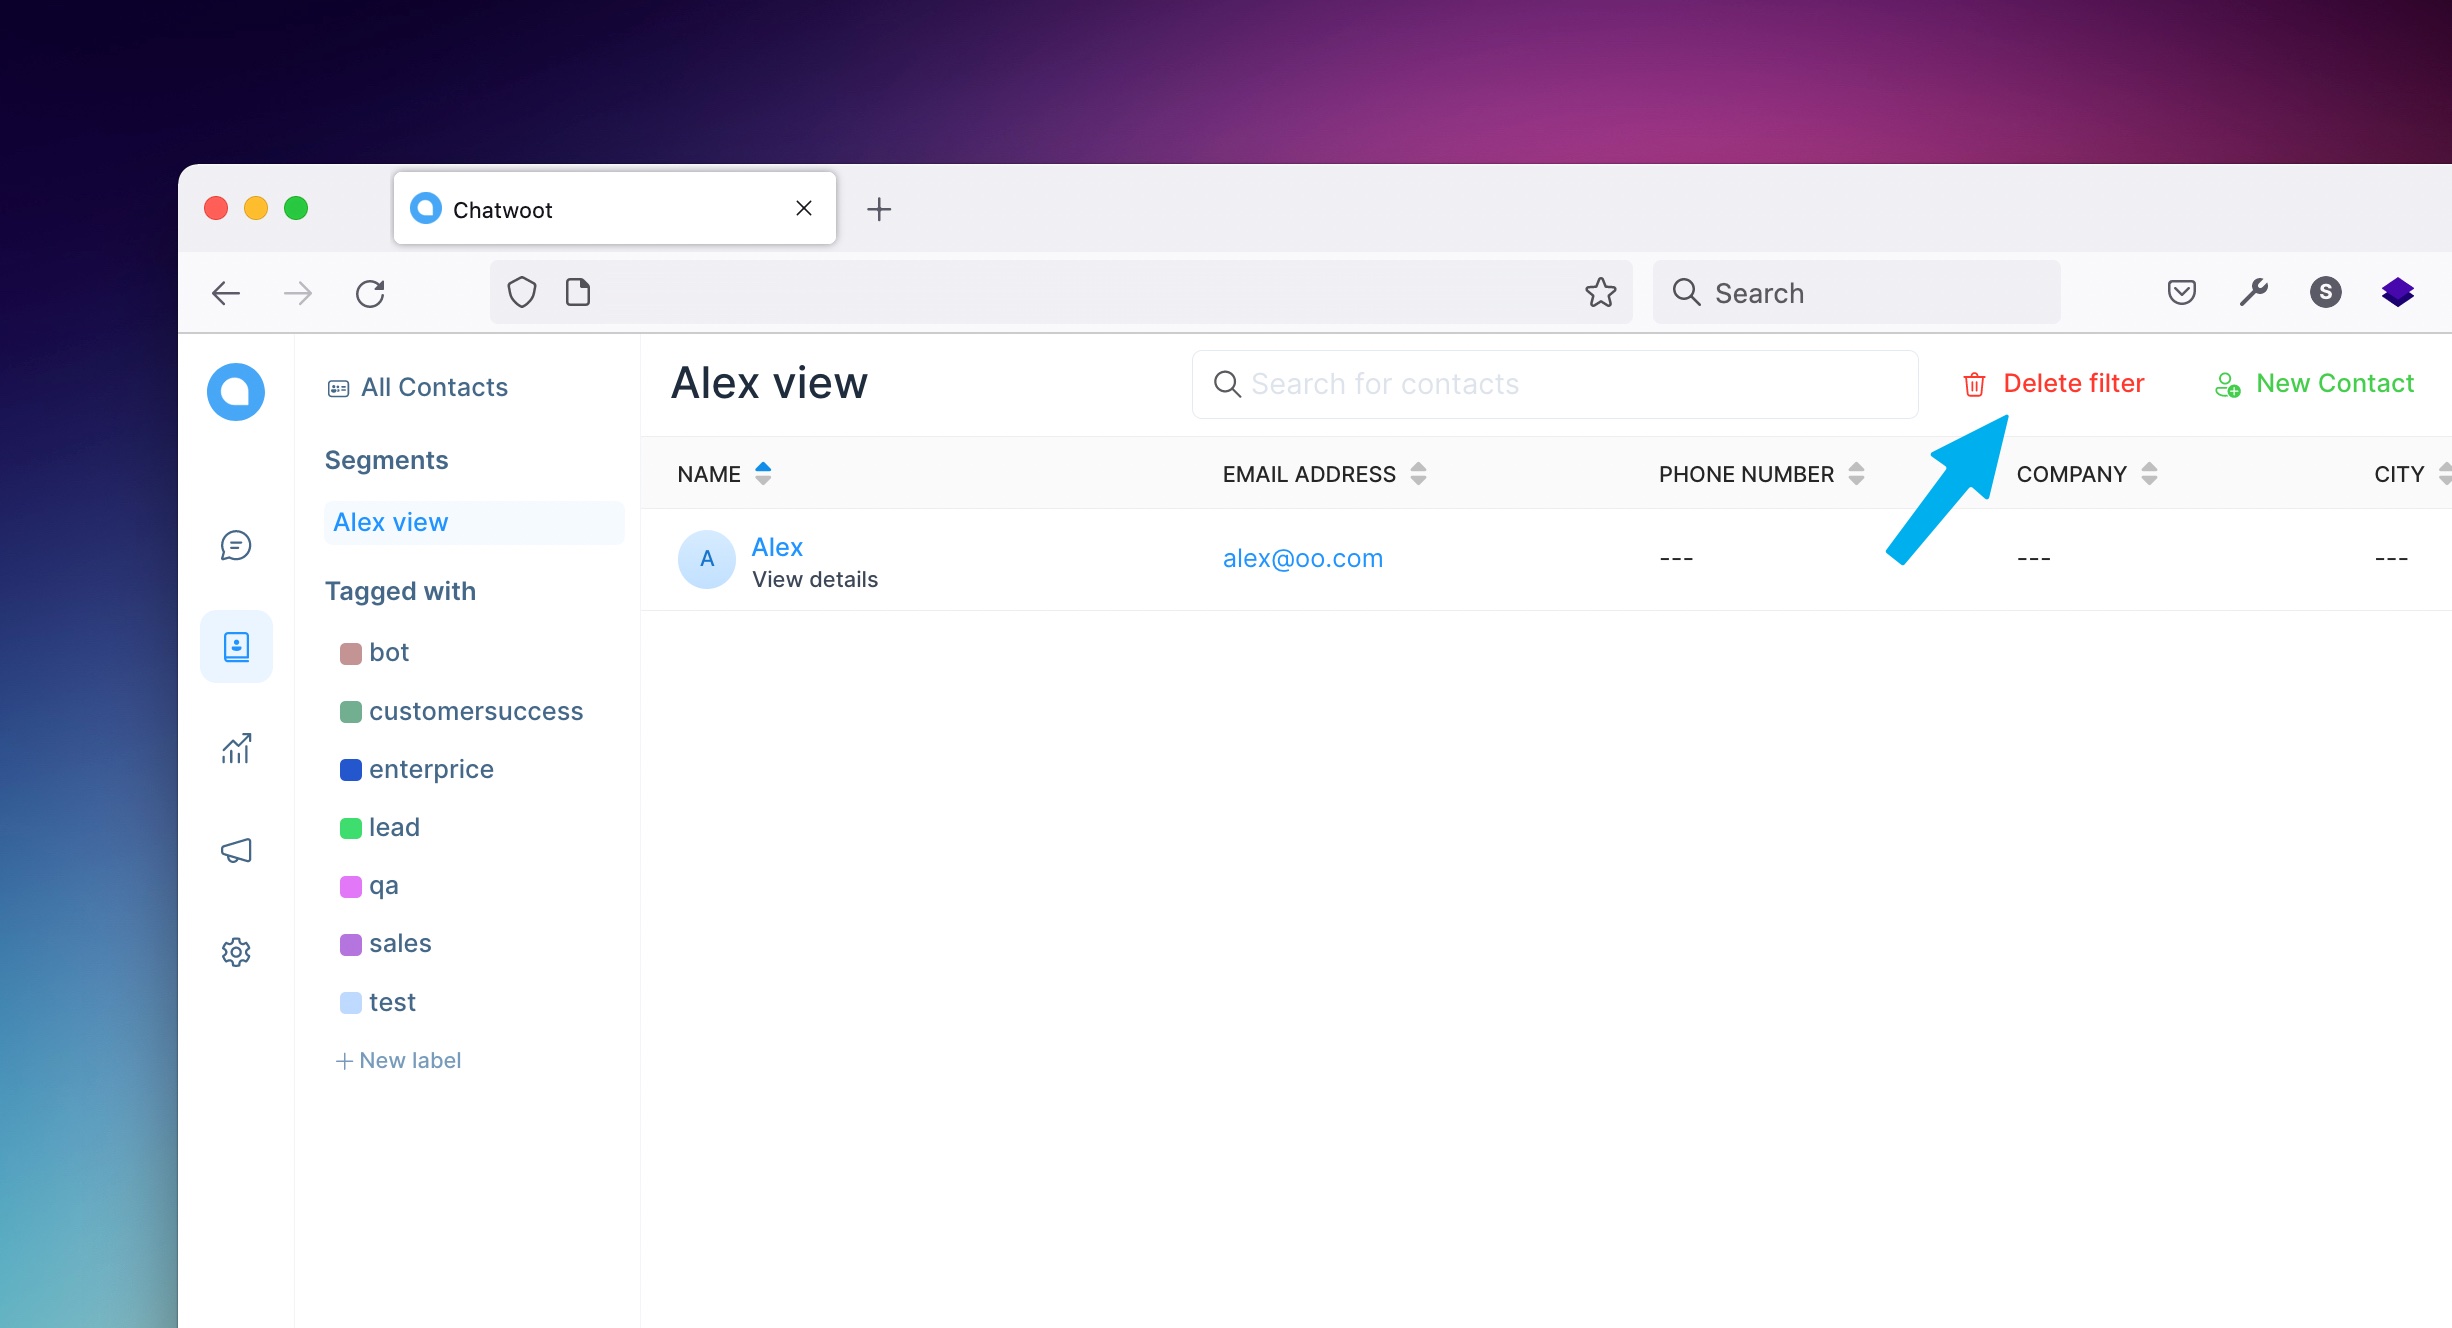 Chatwoot
Search
S
All Contacts
Segments
Alex view
Tagged with
bot
customersuccess
enterprice
lead
qa
sales
test
New label
Alex view
Search for contacts
Delete filter
New Contact
NAME
EMAIL ADDRESS
PHONE NUMBER
COMPANY
CITY
A
Alex
View details
alex@oo.com
---
---
---